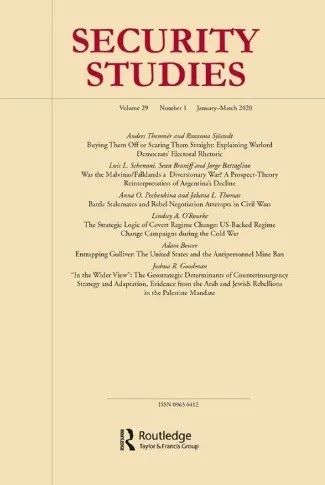 SECURITY
STUDIES
Volume 29 Number 1 January–March 2020
Anders Themnér and Roxanna Sjöstedt
Buying Them Off or Scaring Them Straight: Explaining Warlord
Democrats' Electoral Rhetoric
Luis L. Schenoni, Sean Braniff and Jorge Battaglino
Was the Malvinas/Falklands a Diversionary War? A Prospect-Theory
Reinterpretation of Argentina's Decline
Anna O. Pechenkina and Jakana L. Thomas
Battle Stalemates and Rebel Negotiation Attempts in Civil Wars
Lindsey A. O'Rourke
The Strategic Logic of Covert Regime Change: US-Backed Regime
Change Campaigns during the Cold War
Adam Bower
Entrapping Gulliver: The United States and the Antipersonnel Mine Ban
Joshua R. Goodman
"In the Wider View": The Geostrategic Determinants of Counterinsurgency
Strategy and Adaptation, Evidence from the Arab and Jewish Rebellions
in the Palestine Mandate
ISSN 0963 6412
R
Routledge
Taylor & Francis Group